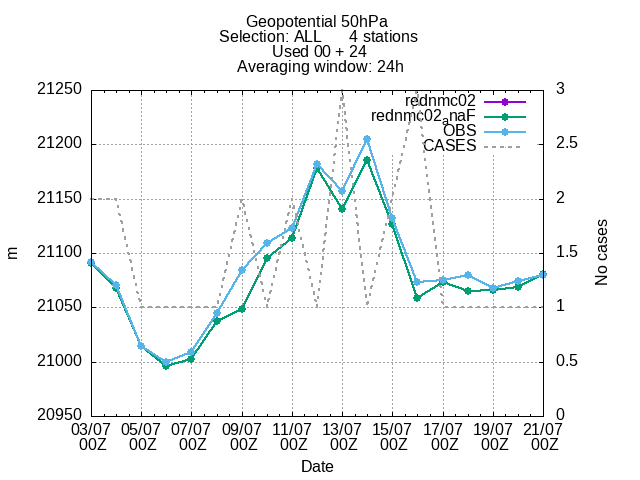 Geopotential 50hPa
Selection: ALL 4 stations
Used 00 + 24
Averaging window: 24h
21250
21200
21150
21100
21050
21000
20950
m
3
2.5
2
1.5
1
0.5
0
No cases
rednmc02
rednmc02anaF
OBS
CASES
03/07 05/07 07/07 09/07 11/07 13/07 15/07 17/07 19/07 21/07
00Z 00Z 00Z 00Z 00Z 00Z 00Z 00Z 00Z 00Z
Date